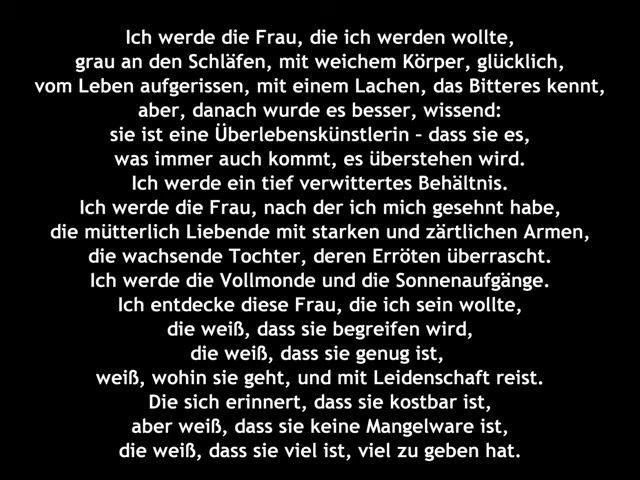 Ich werde die Frau, die ich werden wollte,
grau an den Schläfen, mit weichem Körper, glücklich,
vom Leben aufgerissen, mit einem Lachen, das Bitteres kennt,
aber, danach wurde es besser, wissend:
sie ist eine Überlebenskünstlerin – dass sie es,
was immer auch kommt, es überstehen wird.
Ich werde ein tief verwittertes Behältnis.
Ich werde die Frau, nach der ich mich gesehnt habe,
die mütterlich Liebende mit starken und zärtlichen Armen,
die wachsende Tochter, deren Erröten überrascht.
Ich werde die Vollmonde und die Sonnenaufgänge.
Ich entdecke diese Frau, die ich sein wollte,
die weiß, dass sie begreifen wird,
die weiß, dass sie genug ist,
weiß, wohin sie geht, und mit Leidenschaft reist.
Die sich erinnert, dass sie kostbar ist,
aber weiß, dass sie keine Mangelware ist,
die weiß, dass sie viel ist, viel zu geben hat.